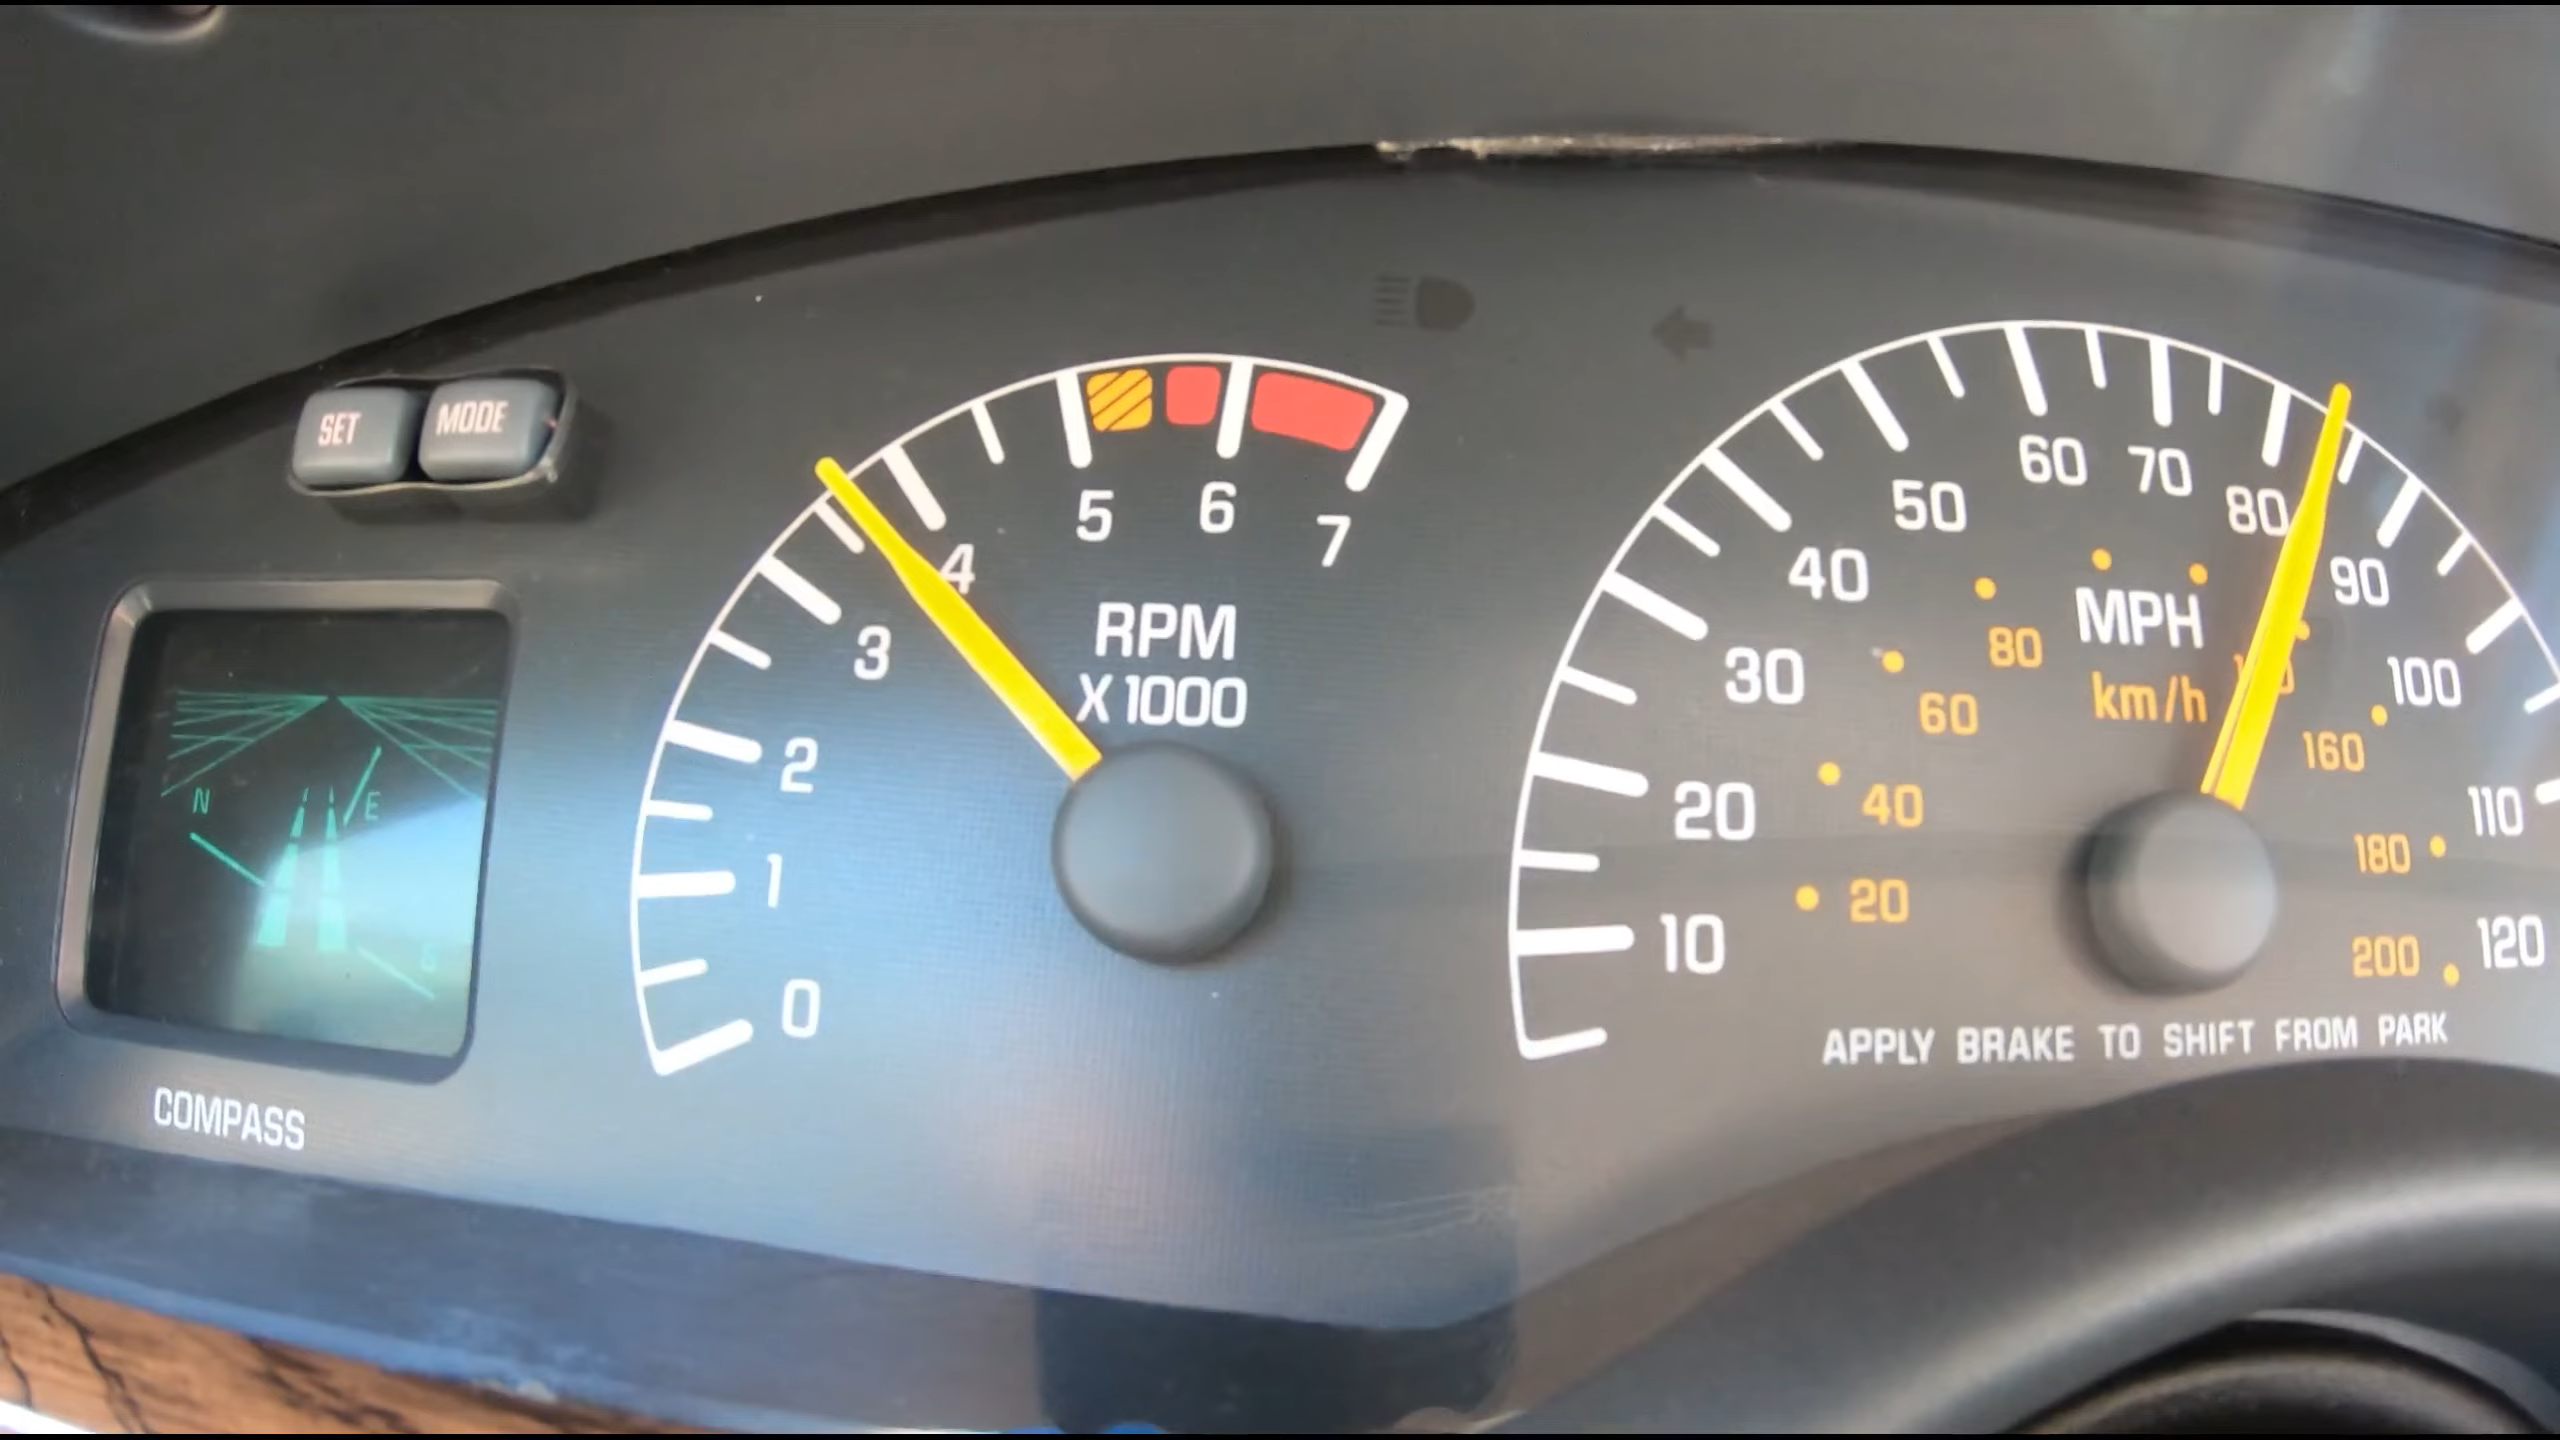 SET MODE
5 6 7
4
3
2
1
0
RPM
X 1000
N E
COMPASS
10 20 30 40 50 60 70 80 90 100 110 120
MPH
km/h
20 40 60 80 160 180 200
APPLY BRAKE TO SHIFT FROM PARK